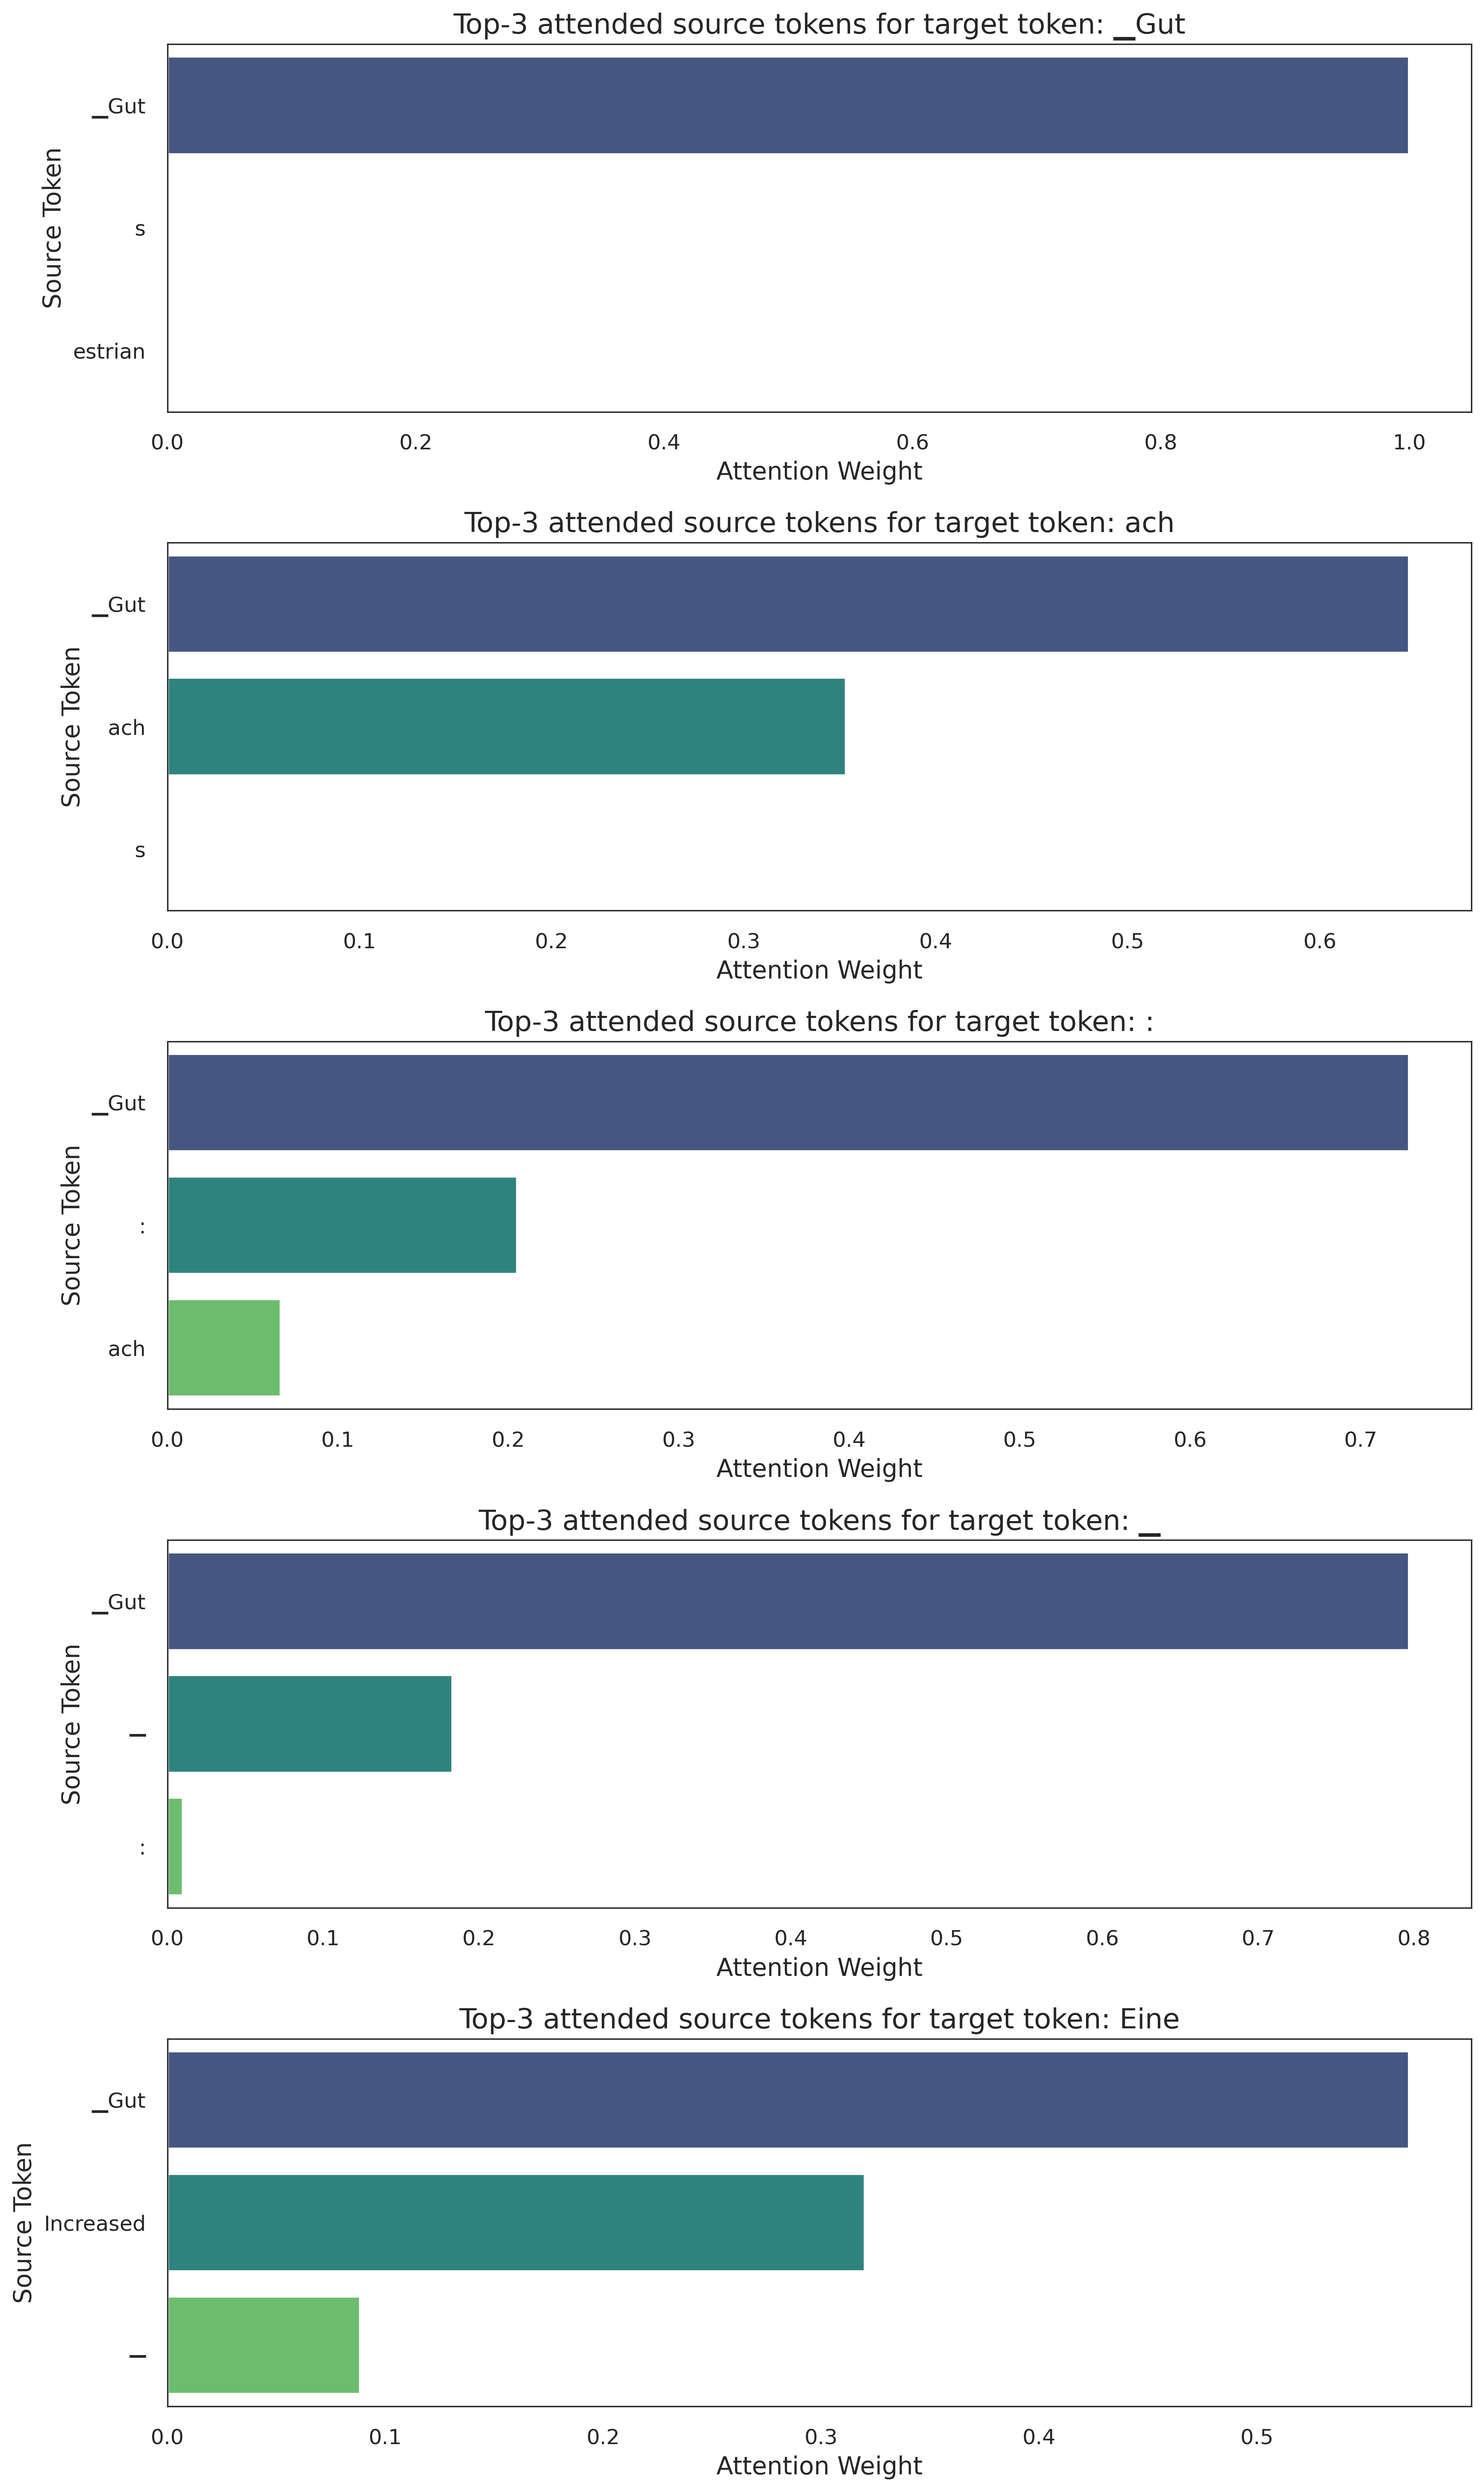 Top-3 attended source tokens for target token: ▁Gut
▁Gut
s
estrian
Source Token
0.0 0.2 0.4 0.6 0.8 1.0
Attention Weight
Top-3 attended source tokens for target token: ach
▁Gut
ach
s
Source Token
0.0 0.1 0.2 0.3 0.4 0.5 0.6
Attention Weight
Top-3 attended source tokens for target token: :
▁Gut
:
ach
Source Token
0.0 0.1 0.2 0.3 0.4 0.5 0.6 0.7
Attention Weight
Top-3 attended source tokens for target token: ▁
▁Gut
▁
:
Source Token
0.0 0.1 0.2 0.3 0.4 0.5 0.6 0.7 0.8
Attention Weight
Top-3 attended source tokens for target token: Eine
▁Gut
Increased
▁
Source Token
0.0 0.1 0.2 0.3 0.4 0.5
Attention Weight